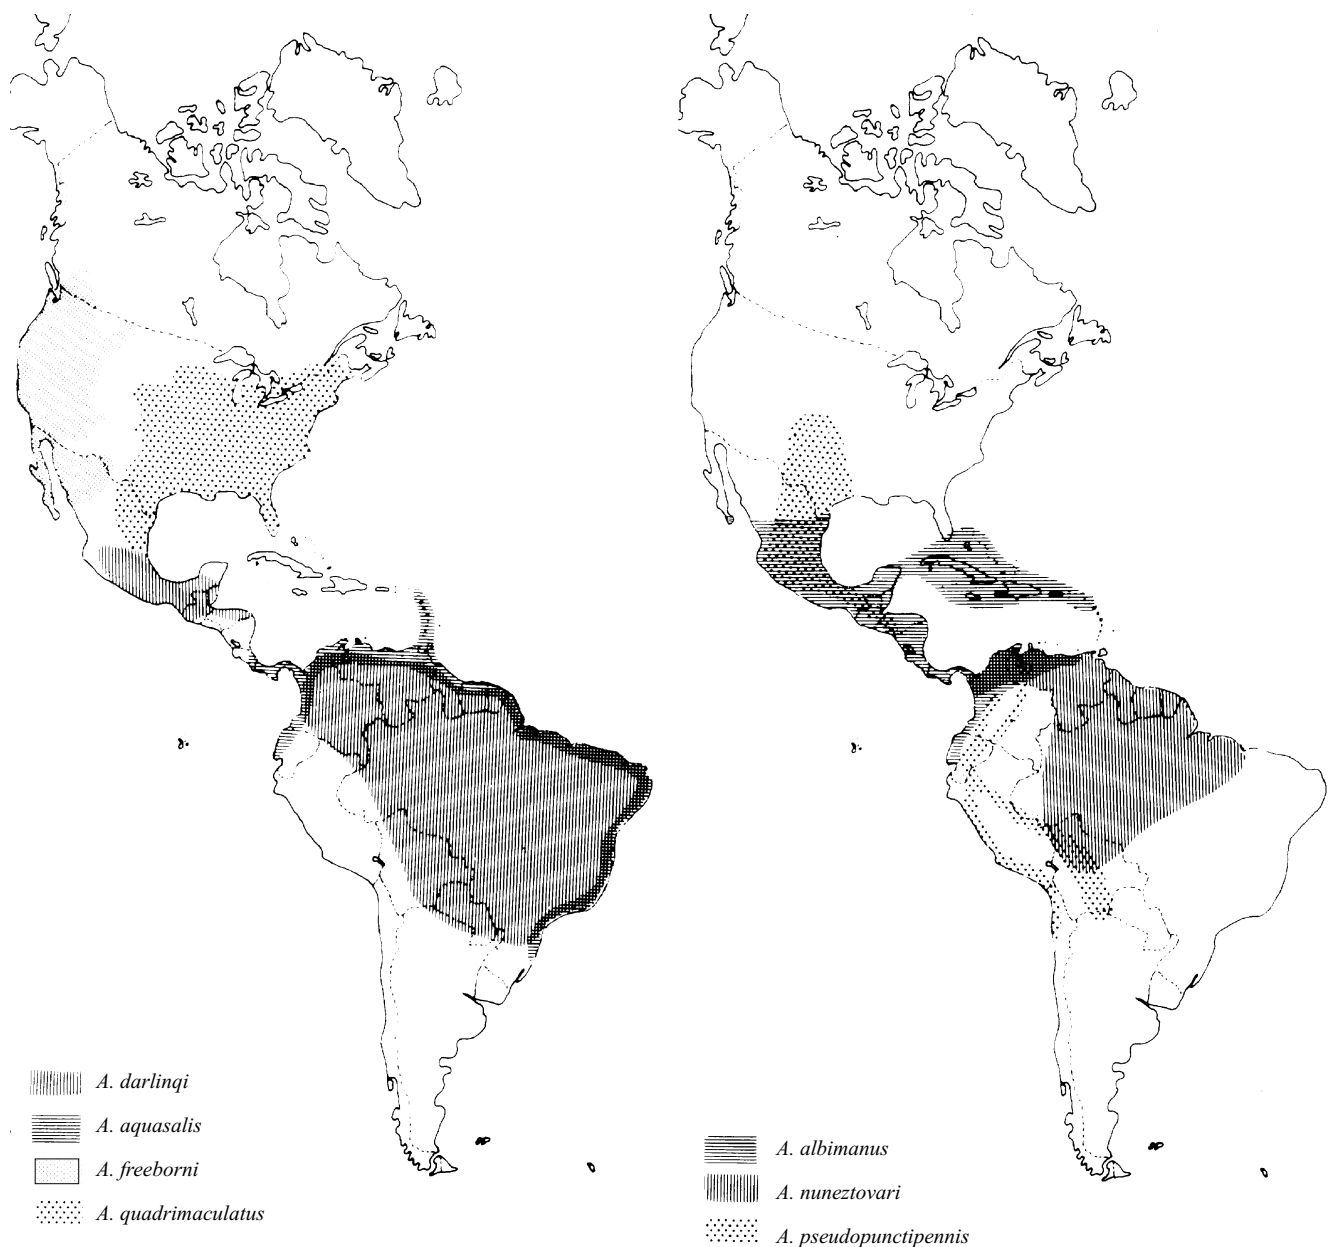 A. darlinqi
A. aquasalis
A. freeborni
A. quadrimaculatus
A. albimanus
A. nuneztovari
A. pseudopunctipennis